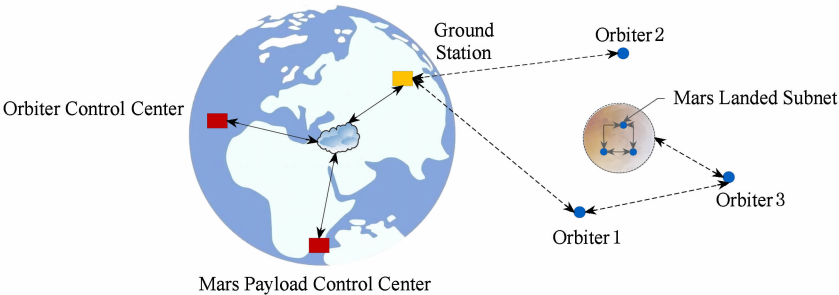 Ground
Station
Orbiter 2
Orbiter Control Center
Mars Landed Subnet
Orbiter 3
Orbiter 1
Mars Payload Control Center